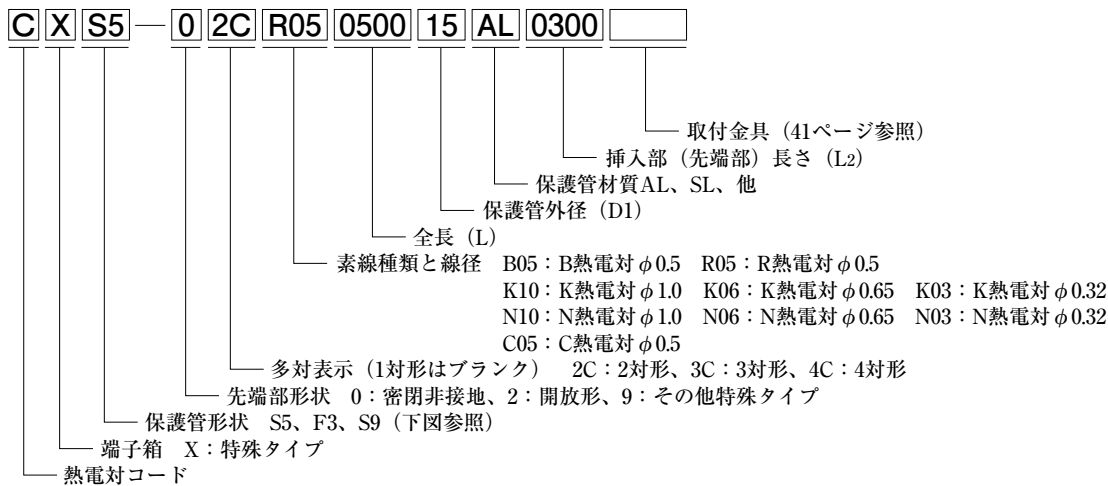 C X S5 — 0 2C R05 0500 15 AL 0300
取付金具（41ページ参照）
挿入部（先端部）長さ（L2）
保護管材質AL、SL、他
保護管外径（D1）
全長（L）
素線種類と線径 B05：B熱電対φ0.5 R05：R熱電対φ0.5
K10：K熱電対φ1.0 K06：K熱電対φ0.65 K03：K熱電対φ0.32
N10：N熱電対φ1.0 N06：N熱電対φ0.65 N03：N熱電対φ0.32
C05：C熱電対φ0.5
多対表示（1対形はブランク） 2C：2対形、3C：3対形、4C：4対形
先端部形状 0：密閉非接地、2：開放形、9：その他特殊タイプ
保護管形状 S5、F3、S9（下図参照）
端子箱 X：特殊タイプ
熱電対コード